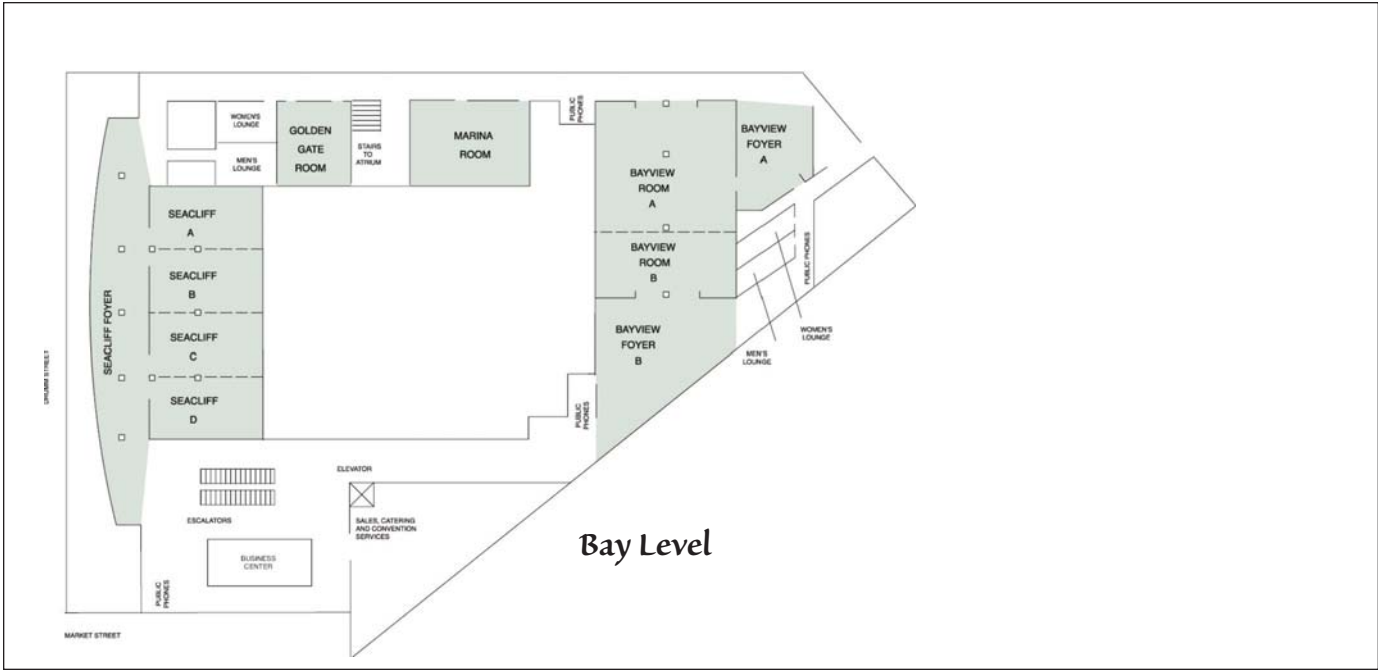 PUBLIC
PHONES
WOMEN'S
LOUNGE
GOLDEN
GATE
ROOM
STAIRS
TO
ATRIUM
MARINA
ROOM
BAYVIEW
FOYER
A
MEN'S
LOUNGE
BAYVIEW
ROOM
A
SEACLIFF
A
BAYVIEW
ROOM
B
PUBLIC PHONES
SEACLIFF
B
SEACLIFF FOYER
SEACLIFF
C
BAYVIEW
FOYER
B
WOMEN'S
LOUNGE
MEN'S
LOUNGE
DRUMM STREET
SEACLIFF
D
PUBLIC
PHONES
ELEVATOR
ESCALATORS
SALES, CATERING
AND CONVENTION
SERVICES
Bay Level
BUSINESS
CENTER
PUBLIC
PHONES
MARKET STREET